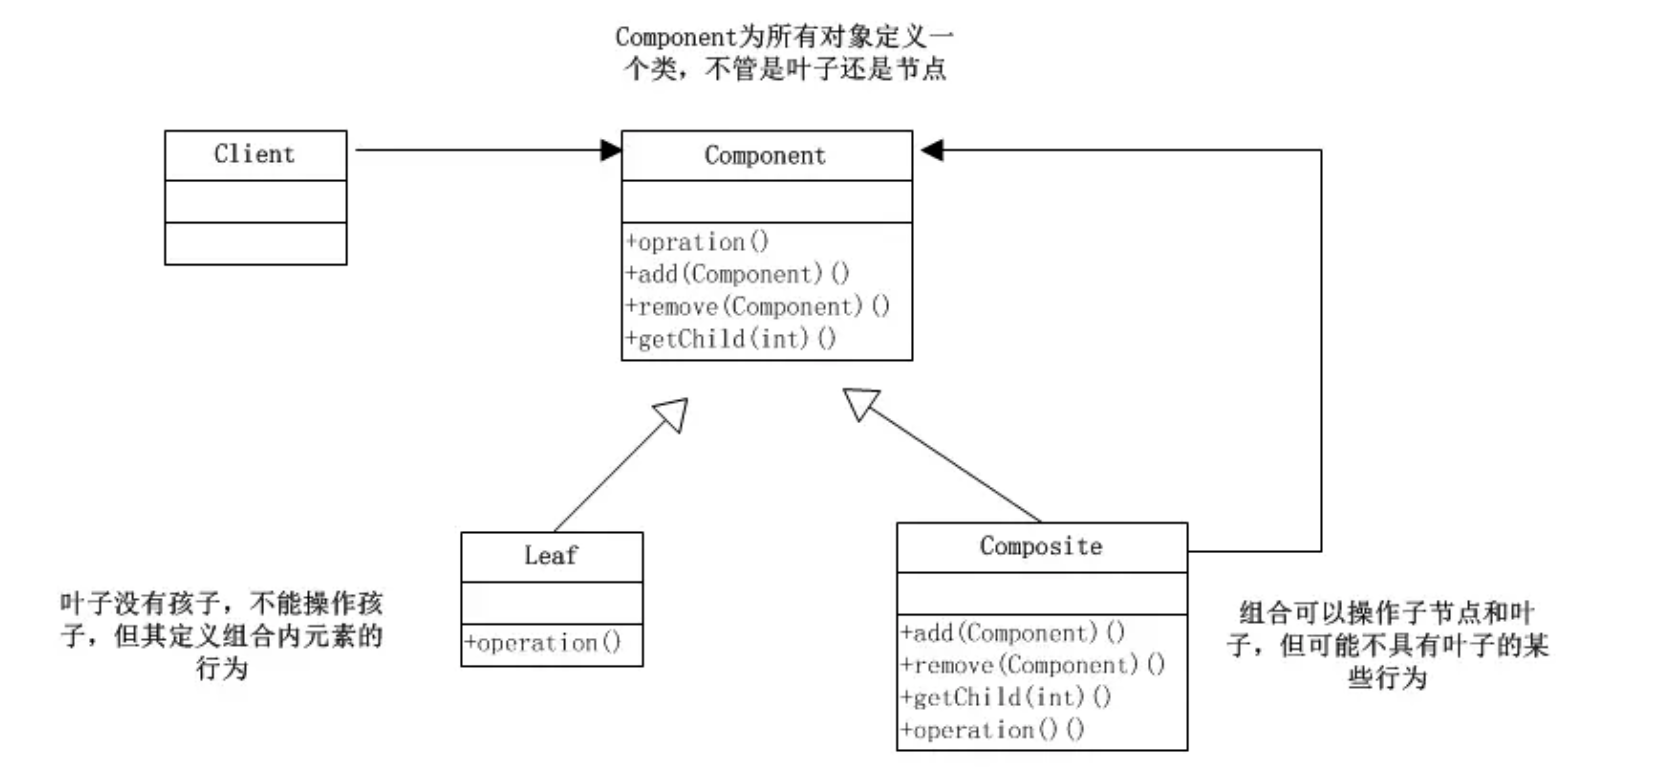 Component为所有对象定义一
个类，不管是叶子还是节点
Client
Component
+opration()
+add(Component)()
+remove(Component)()
+getChild(int)()
Leaf
+operation()
叶子没有孩子，不能操作孩
子，但其定义组合内元素的
行为
Composite
+add(Component)()
+remove(Component)()
+getChild(int)()
+operation()()
组合可以操作子节点和叶
子，但可能不具有叶子的某
些行为